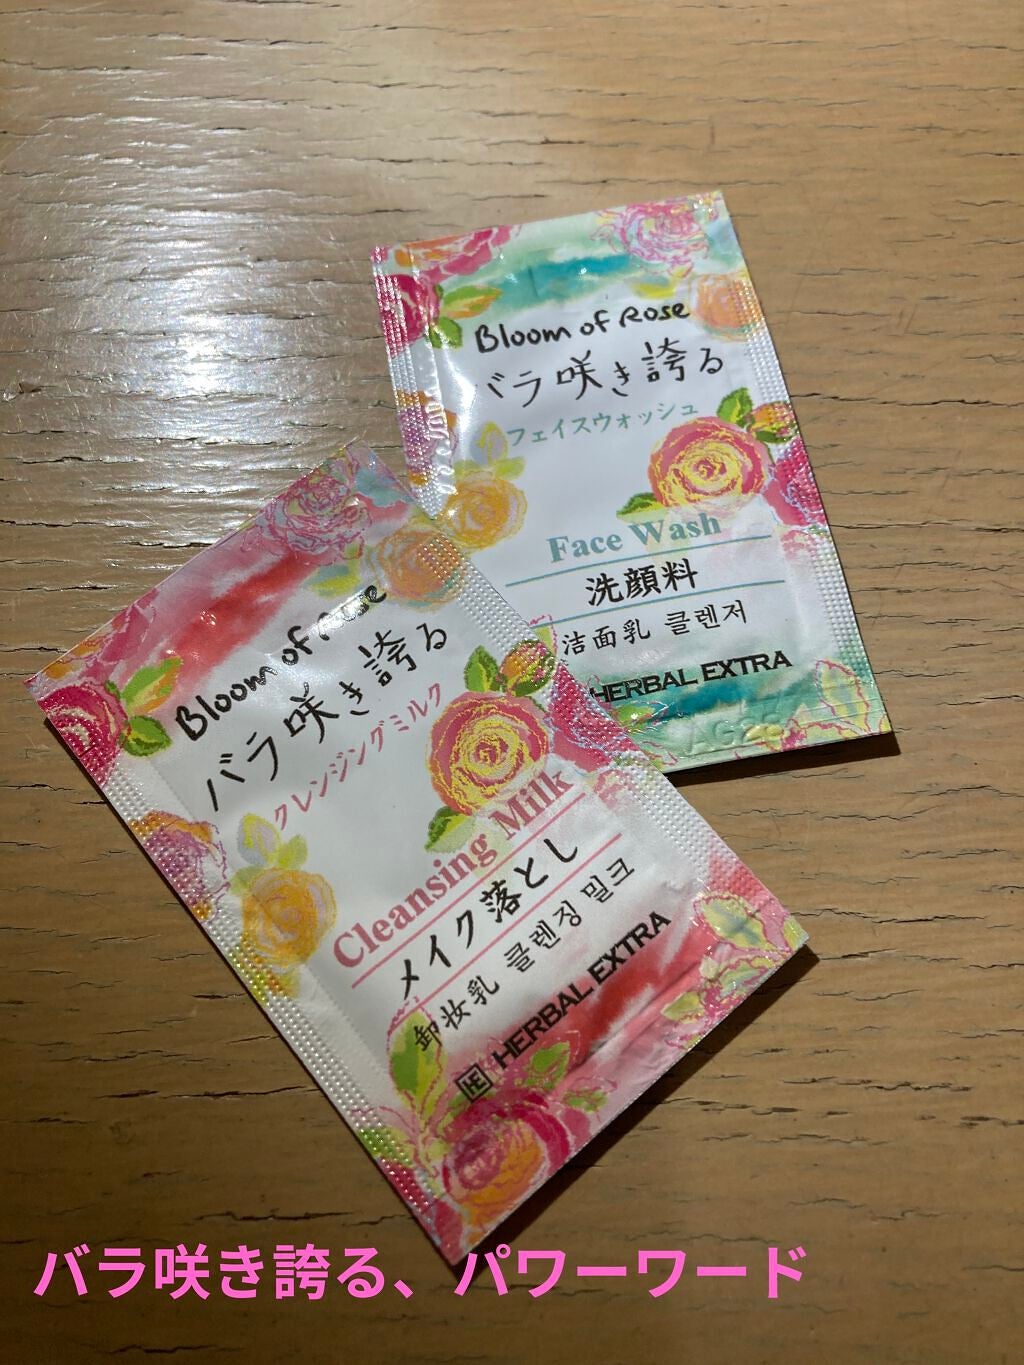 Bloom of Rose
バラ咲き誇る
フェイスウォッシュ
Face Wash
洗顔料
洁面乳 클렌저
HERBAL EXTRA
Bloom of Rose
バラ咲き誇る
クレンジングミルク
Cleansing Milk
メイク落とし
卸妆乳 클렌징 밀크
HE HERBAL EXTRA
バラ咲き誇る、パワーワード